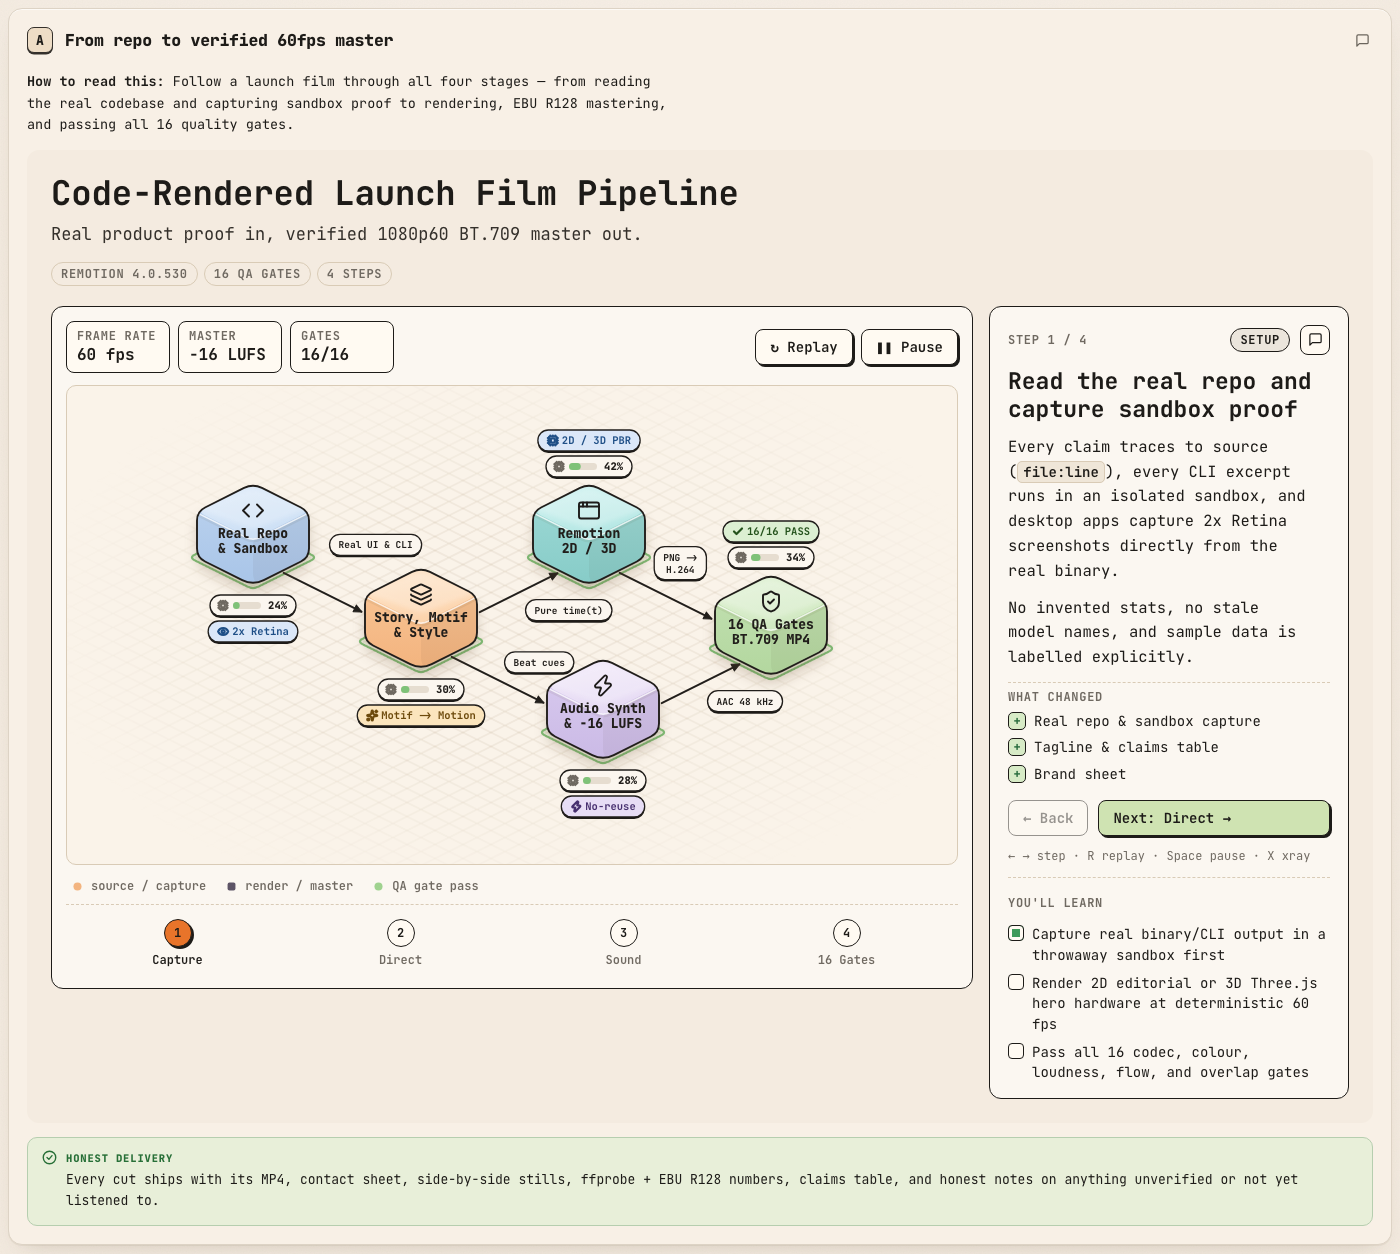 A From repo to verified 60fps master
How to read this: Follow a launch film through all four stages — from reading
the real codebase and capturing sandbox proof to rendering, EBU R128 mastering,
and passing all 16 quality gates.
Code-Rendered Launch Film Pipeline
Real product proof in, verified 1080p60 BT.709 master out.
REMOTION 4.0.530 16 QA GATES 4 STEPS
FRAME RATE
60 fps
MASTER
-16 LUFS
GATES
16/16
↻ Replay
❚❚ Pause
2D / 3D PBR
42%
Real Repo
& Sandbox
Real UI & CLI
Remotion
2D / 3D
PNG →
H.264
16/16 PASS
34%
24%
2x Retina
Story, Motif
& Style
Pure time(t)
16 QA Gates
BT.709 MP4
Beat cues
30%
Motif → Motion
Audio Synth
& -16 LUFS
AAC 48 kHz
28%
No-reuse
source / capture
render / master
QA gate pass
1
Capture
2
Direct
3
Sound
4
16 Gates
STEP 1 / 4
SETUP
Read the real repo and
capture sandbox proof
Every claim traces to source
(file:line), every CLI excerpt
runs in an isolated sandbox, and
desktop apps capture 2x Retina
screenshots directly from the
real binary.
No invented stats, no stale
model names, and sample data is
labelled explicitly.
WHAT CHANGED
+ Real repo & sandbox capture
+ Tagline & claims table
+ Brand sheet
← Back
Next: Direct →
← → step · R replay · Space pause · X xray
YOU'LL LEARN
Capture real binary/CLI output in a
throwaway sandbox first
Render 2D editorial or 3D Three.js
hero hardware at deterministic 60
fps
Pass all 16 codec, colour,
loudness, flow, and overlap gates
HONEST DELIVERY
Every cut ships with its MP4, contact sheet, side-by-side stills, ffprobe + EBU R128 numbers, claims table, and honest notes on anything unverified or not yet
listened to.